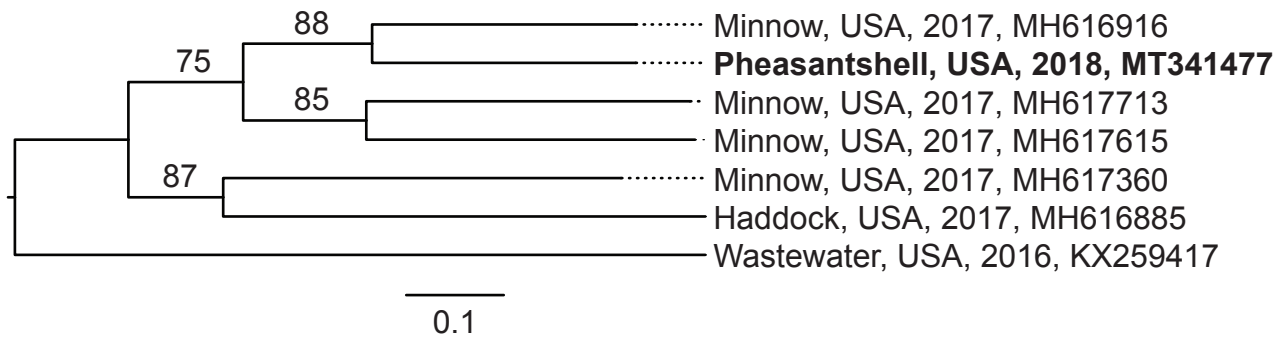 88
Minnow, USA, 2017, MH616916
75
Pheasantshell, USA, 2018, MT341477
85
Minnow, USA, 2017, MH617713
Minnow, USA, 2017, MH617615
87
Minnow, USA, 2017, MH617360
Haddock, USA, 2017, MH616885
Wastewater, USA, 2016, KX259417
0.1